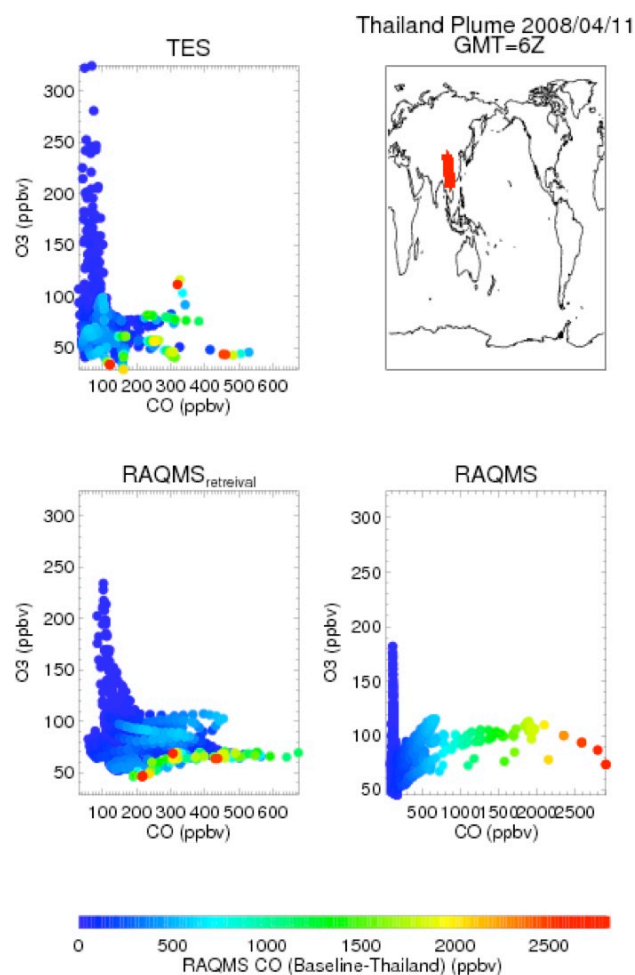 TES
Thailand Plume 2008/04/11
GMT=6Z
300
250
200
150
100
50
O3 (ppbv)
100 200 300 400 500 600
CO (ppbv)
RAQMSretreival
RAQMS
300
250
200
150
100
50
O3 (ppbv)
100 200 300 400 500 600
CO (ppbv)
300
250
200
150
100
50
O3 (ppbv)
500 1000 1500 2000 2500
CO (ppbv)
0 500 1000 1500 2000 2500
RAQMS CO (Baseline-Thailand) (ppbv)